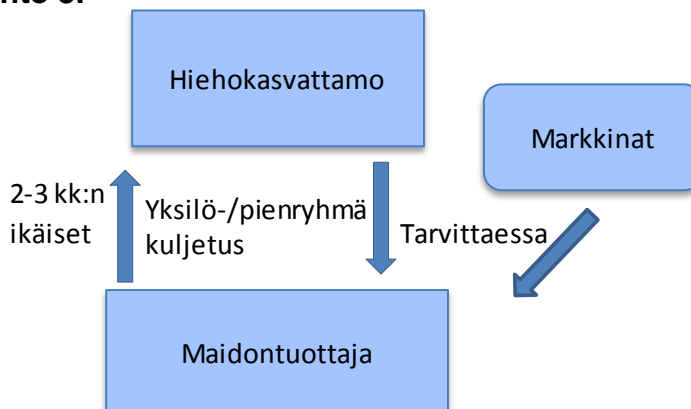 Hiehokasvattamo
Markkinat
2-3 kk:n
ikäiset
Yksilö-/pienryhmä
kuljetus
Tarvittaessa
Maidontuottaja